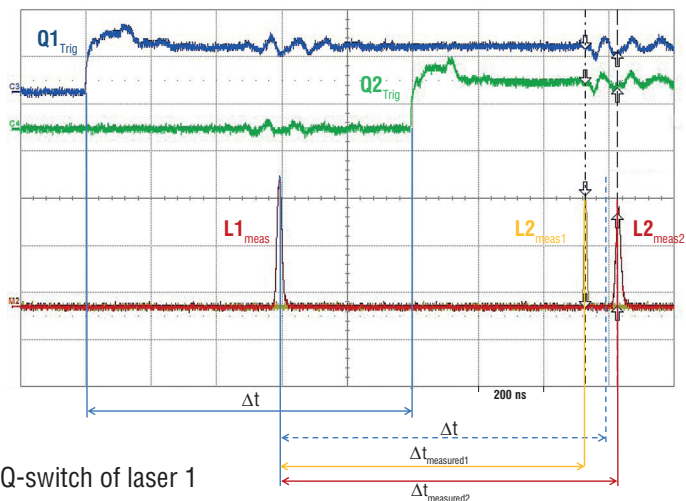 Q1Trig
Q2Trig
C3
C4
L1meas
L2meas1
L2meas2
M2
200 ns
Δt
Δt
Δtmeasured1
Q-switch of laser 1
Δtmeasured2